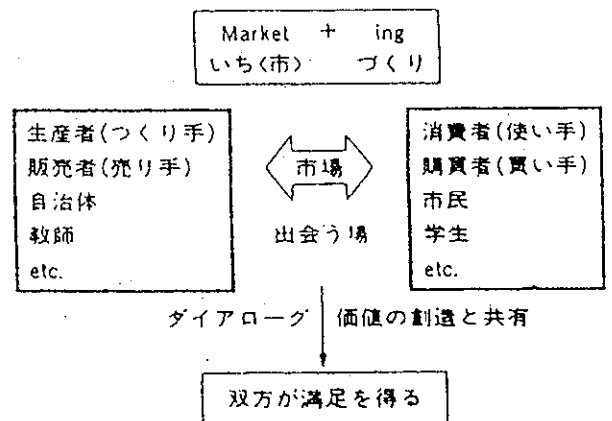 Market + ing
いち(市) づくり
生産者(つくり手)
販売者(売り手)
自治体
教師
etc.
市場
出会う場
消費者(使い手)
購買者(買い手)
市民
学生
etc.
ダイアローグ 価値の創造と共有
双方が満足を得る